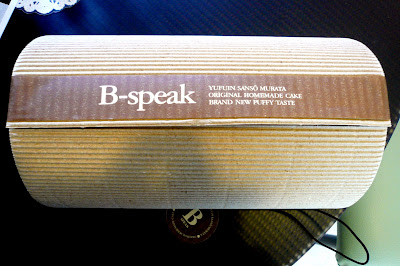 B-speak
YUFUIN SANSŌ MURATA
ORIGINAL HOMEMADE CAKE
BRAND NEW PUFFY TASTE
B